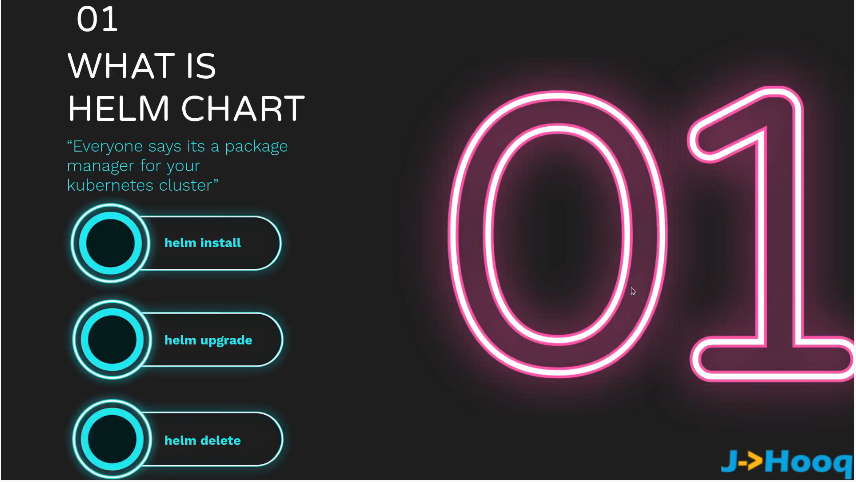 01
WHAT IS
HELM CHART
“Everyone says its a package
manager for your
kubernetes cluster”
helm install
helm upgrade
helm delete
01
J->Hooq